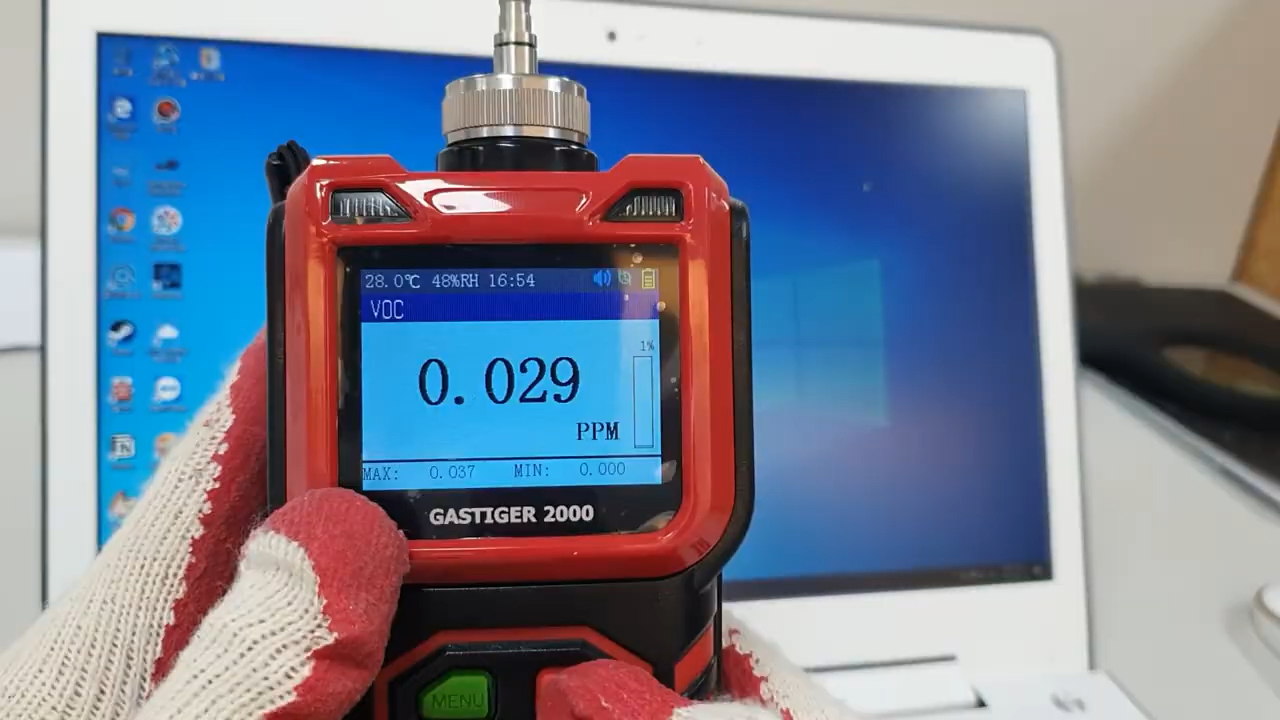 28.0℃ 48%RH 16:54
VOC
1%
0.029
PPM
MAX: 0.037 MIN: 0.000
GASTIGER 2000
MENU